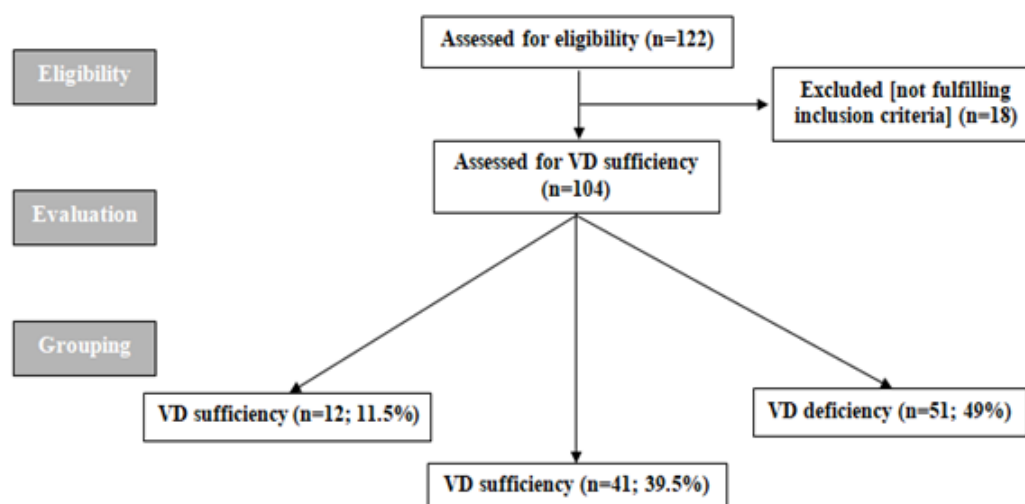 Assessed for eligibility (n=122)
Eligibility
Excluded [not fulfilling
inclusion criteria] (n=18)
Assessed for VD sufficiency
(n=104)
Evaluation
Grouping
VD sufficiency (n=12; 11.5%)
VD deficiency (n=51; 49%)
VD sufficiency (n=41; 39.5%)